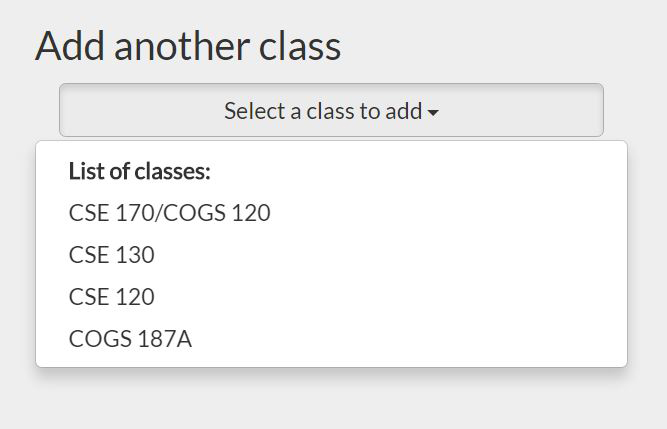 Add another class
Select a class to add
List of classes:
CSE 170/COGS 120
CSE 130
CSE 120
COGS 187A